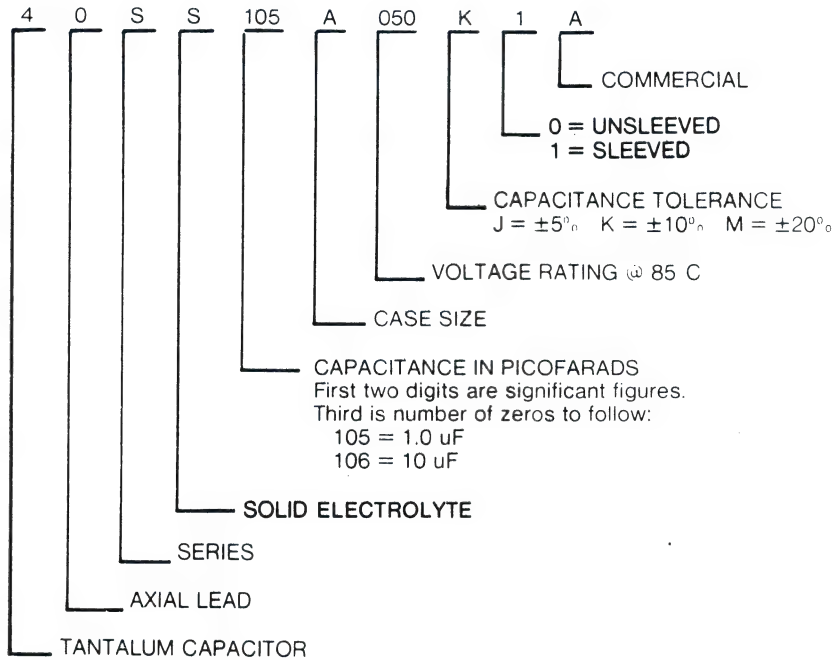 4 0 S S 105 A 050 K 1 A
COMMERCIAL
0 = UNSLEEVED
1 = SLEEVED
CAPACITANCE TOLERANCE
J = ±5% K = ±10% M = ±20%
VOLTAGE RATING @ 85 C
CASE SIZE
CAPACITANCE IN PICOFARADS
First two digits are significant figures.
Third is number of zeros to follow:
105 = 1.0 uF
106 = 10 uF
SOLID ELECTROLYTE
SERIES
AXIAL LEAD
TANTALUM CAPACITOR